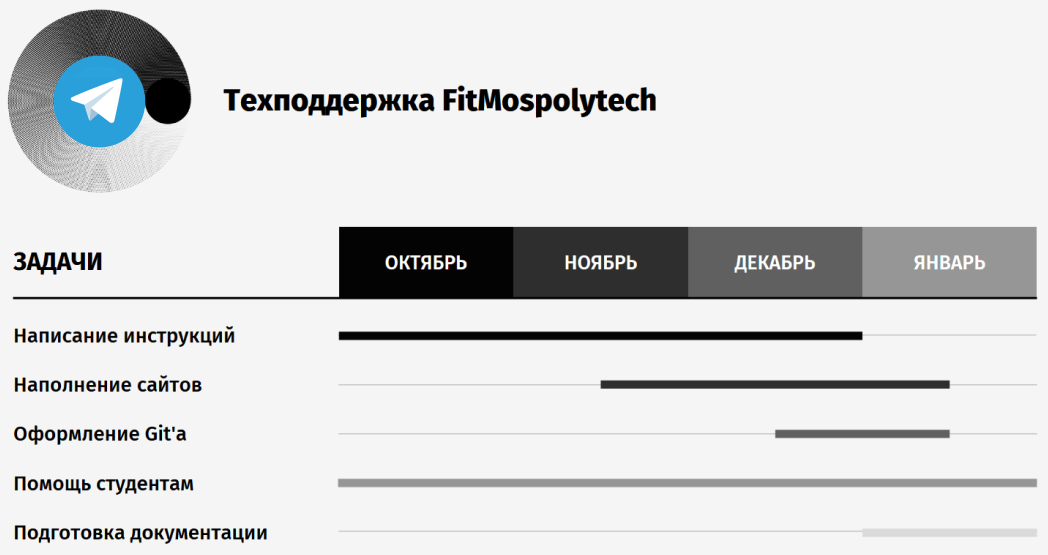 Техподдержка FitMospolytech
ЗАДАЧИ ОКТЯБРЬ НОЯБРЬ ДЕКАБРЬ ЯНВАРЬ
Написание инструкций
Наполнение сайтов
Оформление Git'а
Помощь студентам
Подготовка документации